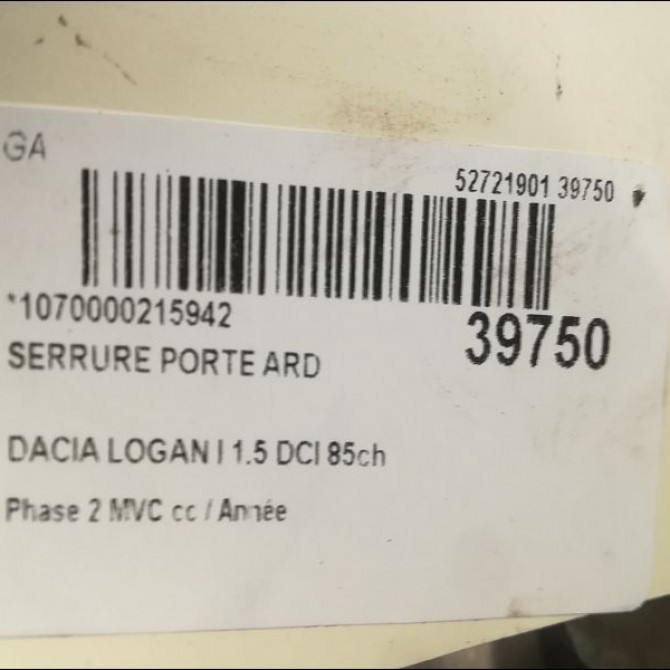 GA
52721901 39750
*1070000215942
39750
SERRURE PORTE ARD
DACIA LOGAN I 1.5 DCI 85ch
Phase 2 MVC cc / Année